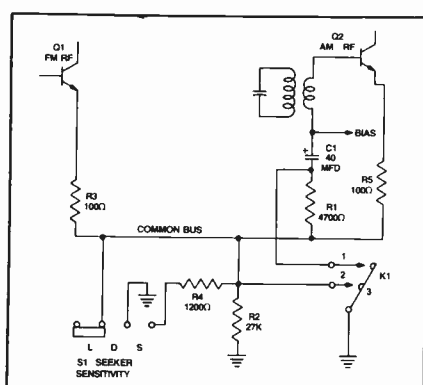 Q1
FM RF
Q2
AM RF
BIAS
+
C1
40
MFD
R3
100Ω
R1
4700Ω
R5
100Ω
COMMON BUS
1
2
3
K1
R4
1200Ω
R2
27K
L D S
S1 SEEKER
SENSITIVITY